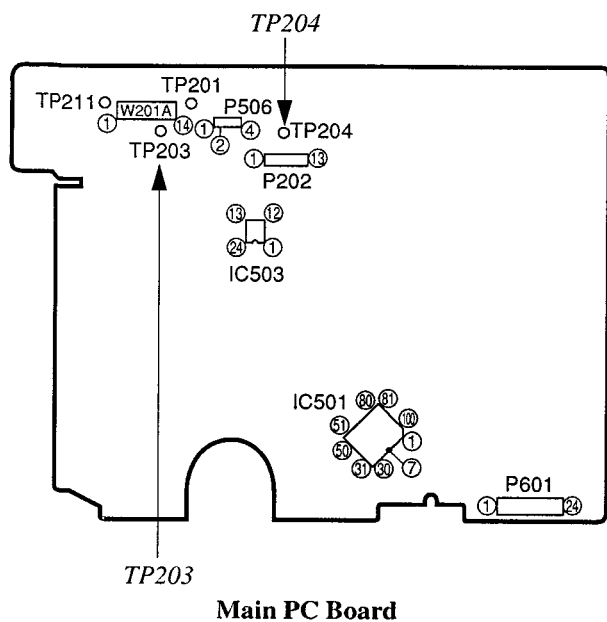 TP204
TP201
TP211
W201A
P506
1
14
1
4
TP204
2
TP203
1
13
P202
13
12
24
1
IC503
IC501
80
81
51
100
1
50
31
30
7
P601
1
24
TP203
Main PC Board